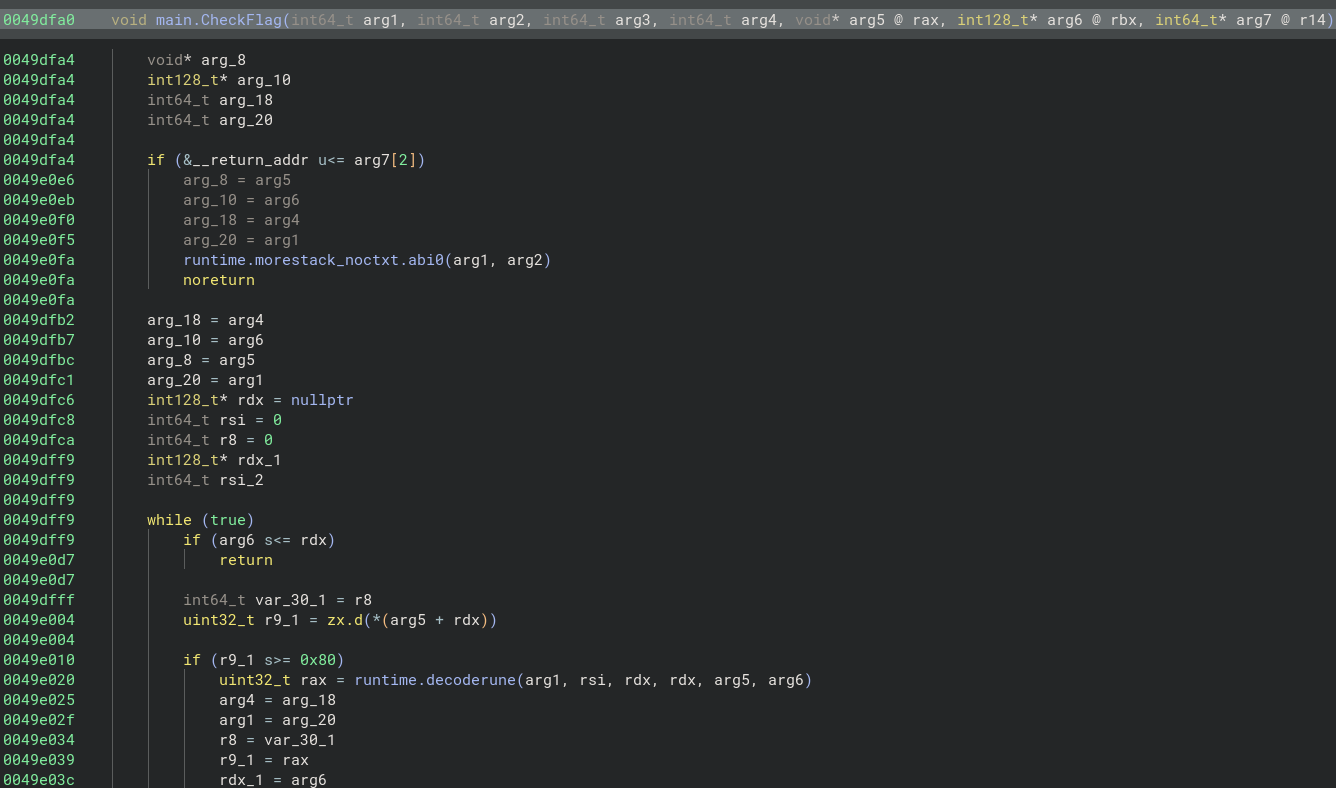 0049dfa0 void main.CheckFlag(int64_t arg1, int64_t arg2, int64_t arg3, int64_t arg4, void* arg5 @ rax, int128_t* arg6 @ rbx, int64_t* arg7 @ r14)
0049dfa4 void* arg_8
0049dfa4 int128_t* arg_10
0049dfa4 int64_t arg_18
0049dfa4 int64_t arg_20
0049dfa4
0049dfa4 if (&__return_addr u<= arg7[2])
0049e0e6 arg_8 = arg5
0049e0eb arg_10 = arg6
0049e0f0 arg_18 = arg4
0049e0f5 arg_20 = arg1
0049e0fa runtime.morestack_noctxt.abi0(arg1, arg2)
0049e0fa noreturn
0049e0fa
0049dfb2 arg_18 = arg4
0049dfb7 arg_10 = arg6
0049dfbc arg_8 = arg5
0049dfc1 arg_20 = arg1
0049dfc6 int128_t* rdx = nullptr
0049dfc8 int64_t rsi = 0
0049dfca int64_t r8 = 0
0049dff9 int128_t* rdx_1
0049dff9 int64_t rsi_2
0049dff9
0049dff9 while (true)
0049dff9 if (arg6 s<= rdx)
0049e0d7 return
0049e0d7
0049dfff int64_t var_30_1 = r8
0049e004 uint32_t r9_1 = zx.d(*(arg5 + rdx))
0049e004
0049e010 if (r9_1 s>= 0x80)
0049e020 uint32_t rax = runtime.decoderune(arg1, rsi, rdx, rdx, arg5, arg6)
0049e025 arg4 = arg_18
0049e02f arg1 = arg_20
0049e034 r8 = var_30_1
0049e039 r9_1 = rax
0049e03c rdx_1 = arg6